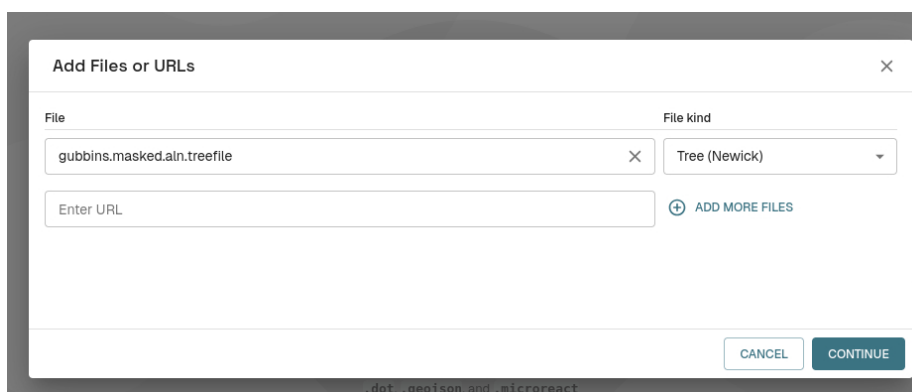 Add Files or URLs
File
File kind
gubbins.masked.aln.treefile
Tree (Newick)
Enter URL
ADD MORE FILES
CANCEL
CONTINUE
.dot .geojson and .microreact